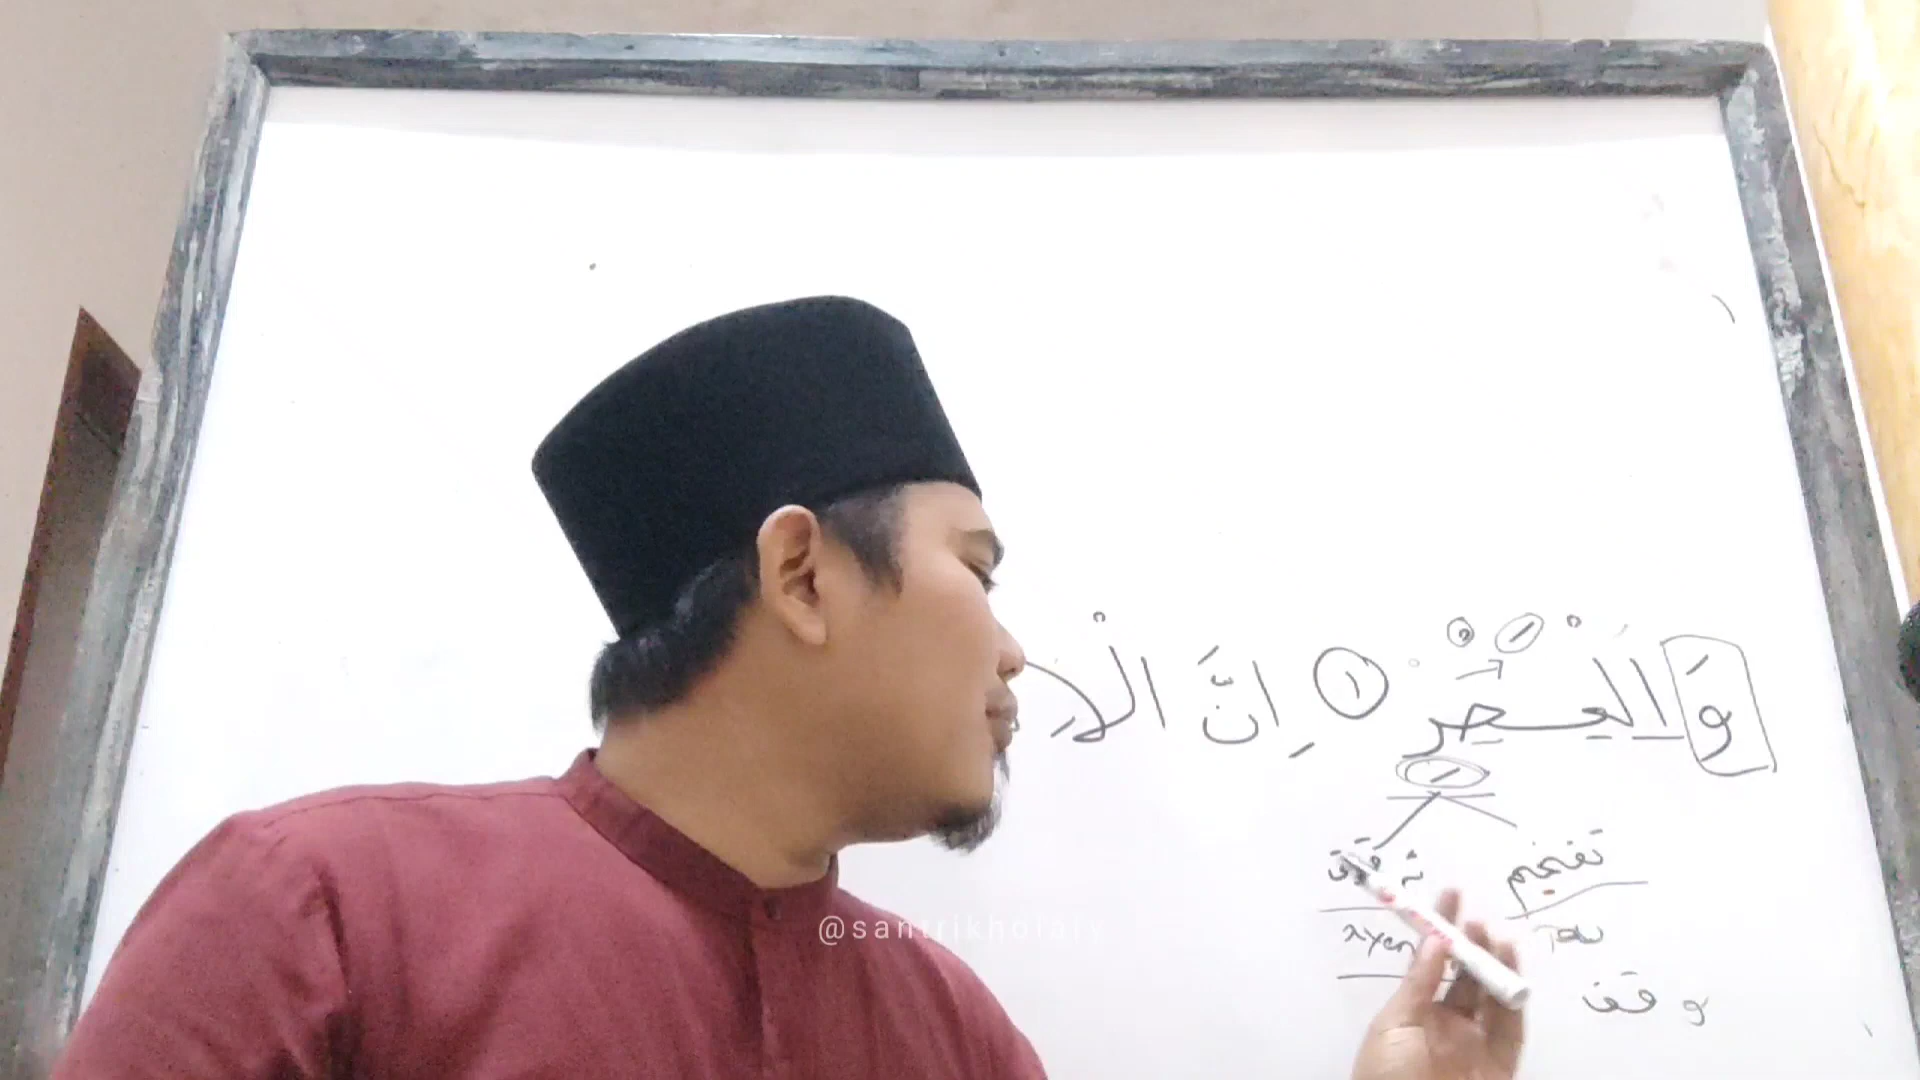 وَالْعَصْرِ ١ اِنَّ الْاِ
تفخيم ترقيق
وقف
@santrikholaiy